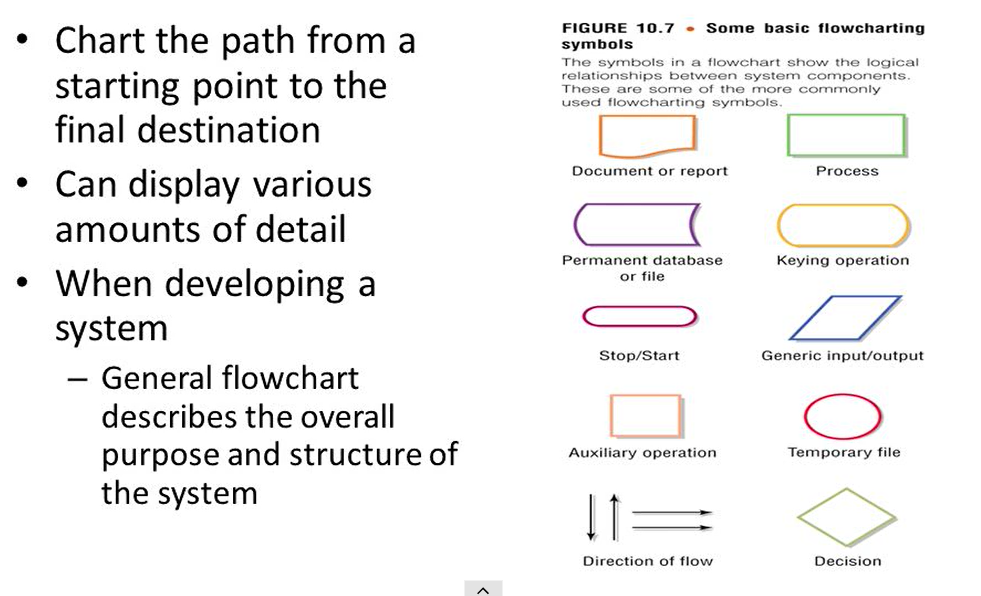 • Chart the path from a
starting point to the
final destination
• Can display various
amounts of detail
• When developing a
system
– General flowchart
describes the overall
purpose and structure of
the system
FIGURE 10.7 • Some basic flowcharting
symbols
The symbols in a flowchart show the logical
relationships between system components.
These are some of the more commonly
used flowcharting symbols.
Document or report
Process
Permanent database
or file
Keying operation
Stop/Start
Generic input/output
Auxiliary operation
Temporary file
Direction of flow
Decision